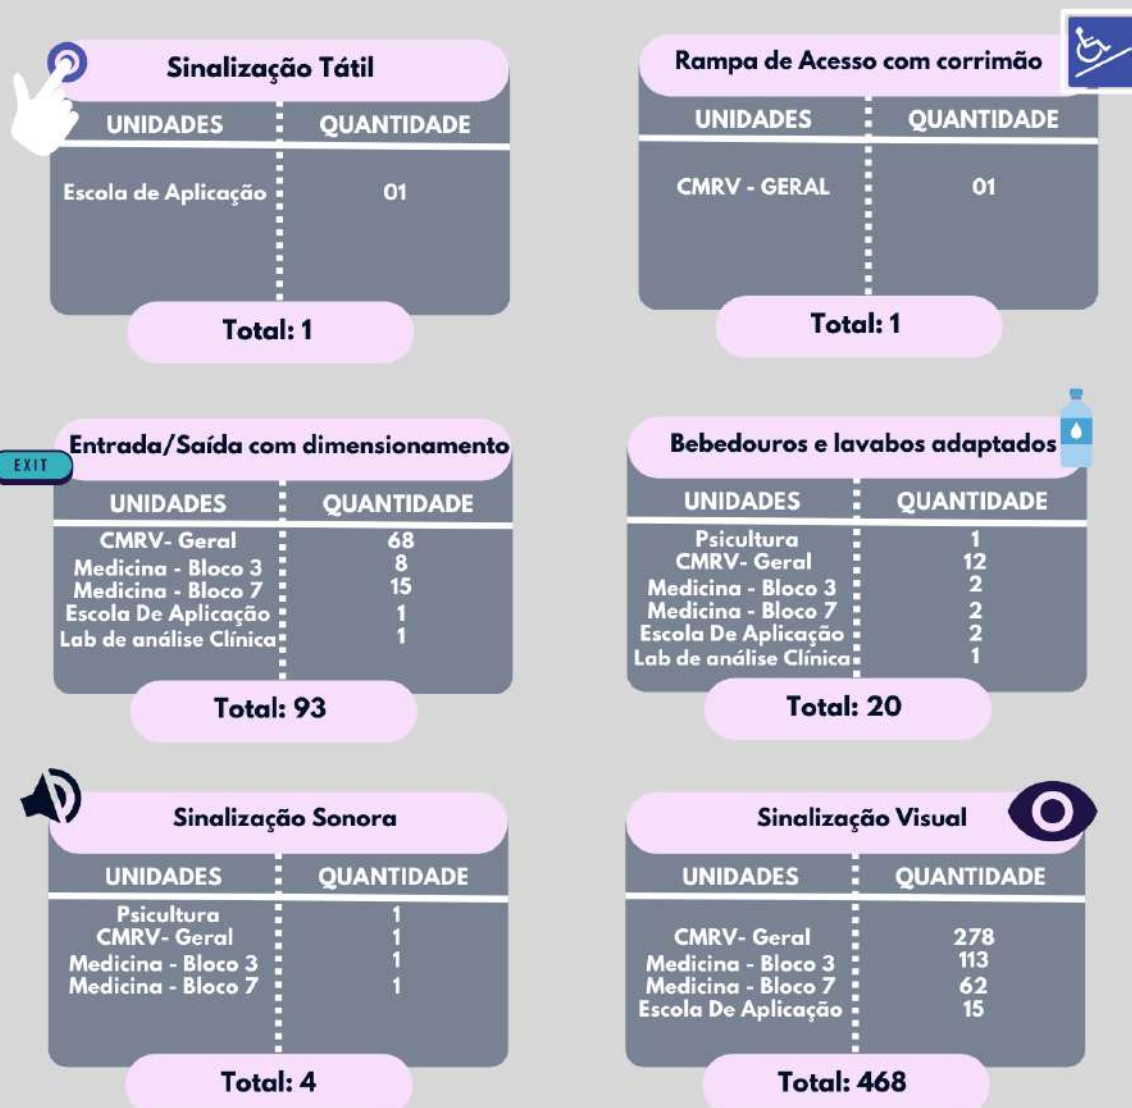 Sinalização Tátil
UNIDADES QUANTIDADE
Escola de Aplicação 01
Total: 1
Rampa de Acesso com corrimão
UNIDADES QUANTIDADE
CMRV - GERAL 01
Total: 1
EXIT
Entrada/Saída com dimensionamento
UNIDADES QUANTIDADE
CMRV- Geral 68
Medicina - Bloco 3 8
Medicina - Bloco 7 15
Escola De Aplicação 1
Lab de análise Clínica 1
Total: 93
Bebedouros e lavabos adaptados
UNIDADES QUANTIDADE
Psicultura 1
CMRV- Geral 12
Medicina - Bloco 3 2
Medicina - Bloco 7 2
Escola De Aplicação 2
Lab de análise Clínica 1
Total: 20
Sinalização Sonora
UNIDADES QUANTIDADE
Psicultura 1
CMRV- Geral 1
Medicina - Bloco 3 1
Medicina - Bloco 7 1
Total: 4
Sinalização Visual
UNIDADES QUANTIDADE
CMRV- Geral 278
Medicina - Bloco 3 113
Medicina - Bloco 7 62
Escola De Aplicação 15
Total: 468